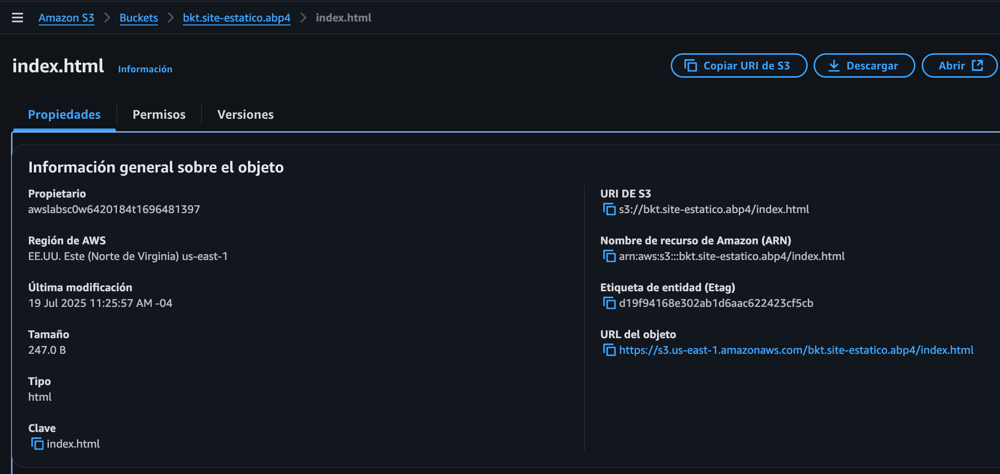 Amazon S3 > Buckets > bkt.site-estatico.abp4 > index.html
index.html Información
Copiar URI de S3
Descargar
Abrir
Propiedades
Permisos
Versiones
Información general sobre el objeto
Propietario
awslabsc0w6420184t1696481397
Región de AWS
EE.UU. Este (Norte de Virginia) us-east-1
Última modificación
19 Jul 2025 11:25:57 AM -04
Tamaño
247.0 B
Tipo
html
Clave
index.html
URI DE S3
s3://bkt.site-estatico.abp4/index.html
Nombre de recurso de Amazon (ARN)
arn:aws:s3:::bkt.site-estatico.abp4/index.html
Etiqueta de entidad (Etag)
d19f94168e302ab1d6aac622423cf5cb
URL del objeto
https://s3.us-east-1.amazonaws.com/bkt.site-estatico.abp4/index.html